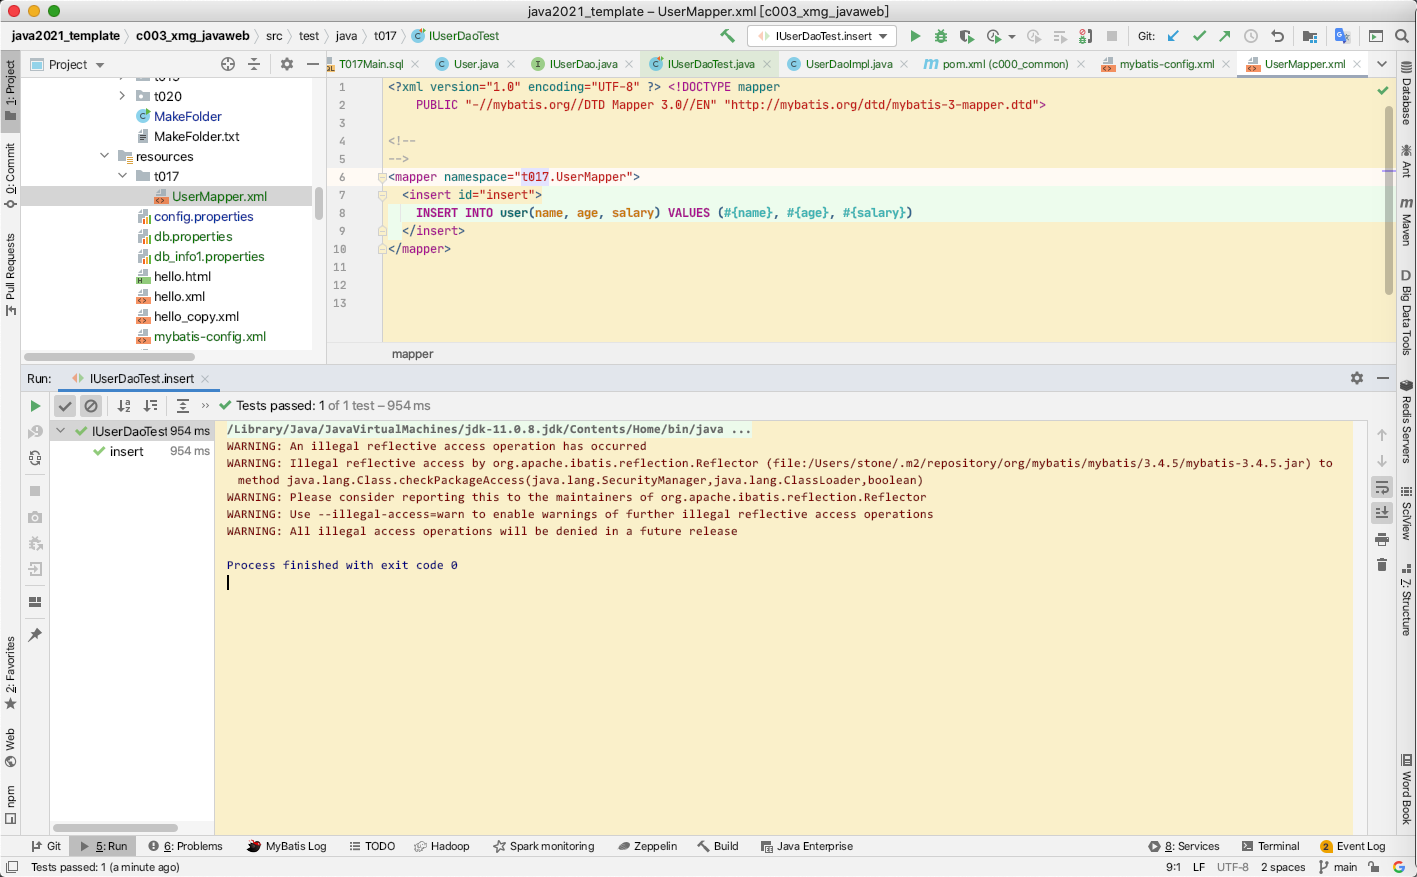 java2021_template – UserMapper.xml [c003_xmg_javaweb]
java2021_template c003_xmg_javaweb src test java t017 IUserDaoTest
IUserDaoTest.insert
Git:
Project
T017Main.sql User.java IUserDao.java IUserDaoTest.java UserDaoImpl.java pom.xml (c000_common) mybatis-config.xml UserMapper.xml
1: Project
0: Commit
Pull Requests
2: Favorites
Web
npm
t020
MakeFolder
MakeFolder.txt
resources
t017
UserMapper.xml
config.properties
db.properties
db_info1.properties
hello.html
hello.xml
hello_copy.xml
mybatis-config.xml
1 <?xml version="1.0" encoding="UTF-8" ?> <!DOCTYPE mapper
2 PUBLIC "-//mybatis.org//DTD Mapper 3.0//EN" "http://mybatis.org/dtd/mybatis-3-mapper.dtd">
3
4 <!--
5 -->
6 <mapper namespace="t017.UserMapper">
7 <insert id="insert">
8 INSERT INTO user(name, age, salary) VALUES (#{name}, #{age}, #{salary})
9 </insert>
10 </mapper>
11
12
13
mapper
Database
Ant
Maven
Big Data Tools
Redis Servers
SciView
7: Structure
Word Book
Run: IUserDaoTest.insert
Tests passed: 1 of 1 test – 954 ms
IUserDaoTest 954 ms
insert 954 ms
/Library/Java/JavaVirtualMachines/jdk-11.0.8.jdk/Contents/Home/bin/java ...
WARNING: An illegal reflective access operation has occurred
WARNING: Illegal reflective access by org.apache.ibatis.reflection.Reflector (file:/Users/stone/.m2/repository/org/mybatis/mybatis/3.4.5/mybatis-3.4.5.jar) to
method java.lang.Class.checkPackageAccess(java.lang.SecurityManager,java.lang.ClassLoader,boolean)
WARNING: Please consider reporting this to the maintainers of org.apache.ibatis.reflection.Reflector
WARNING: Use --illegal-access=warn to enable warnings of further illegal reflective access operations
WARNING: All illegal access operations will be denied in a future release
Process finished with exit code 0
Git 5: Run 6: Problems MyBatis Log TODO Hadoop Spark monitoring Zeppelin Build Java Enterprise 8: Services Terminal 2 Event Log
Tests passed: 1 (a minute ago) 9:1 LF UTF-8 2 spaces main